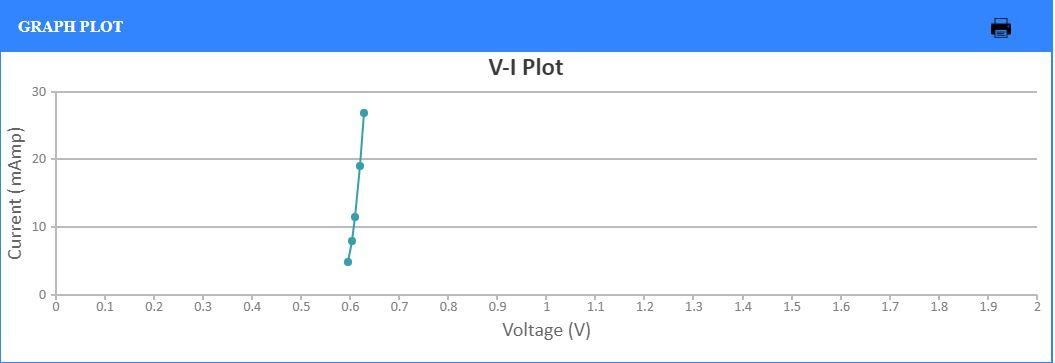 GRAPH PLOT
V-I Plot
30
20
10
0
Current ( mAmp)
0 0.1 0.2 0.3 0.4 0.5 0.6 0.7 0.8 0.9 1 1.1 1.2 1.3 1.4 1.5 1.6 1.7 1.8 1.9 2
Voltage (V)